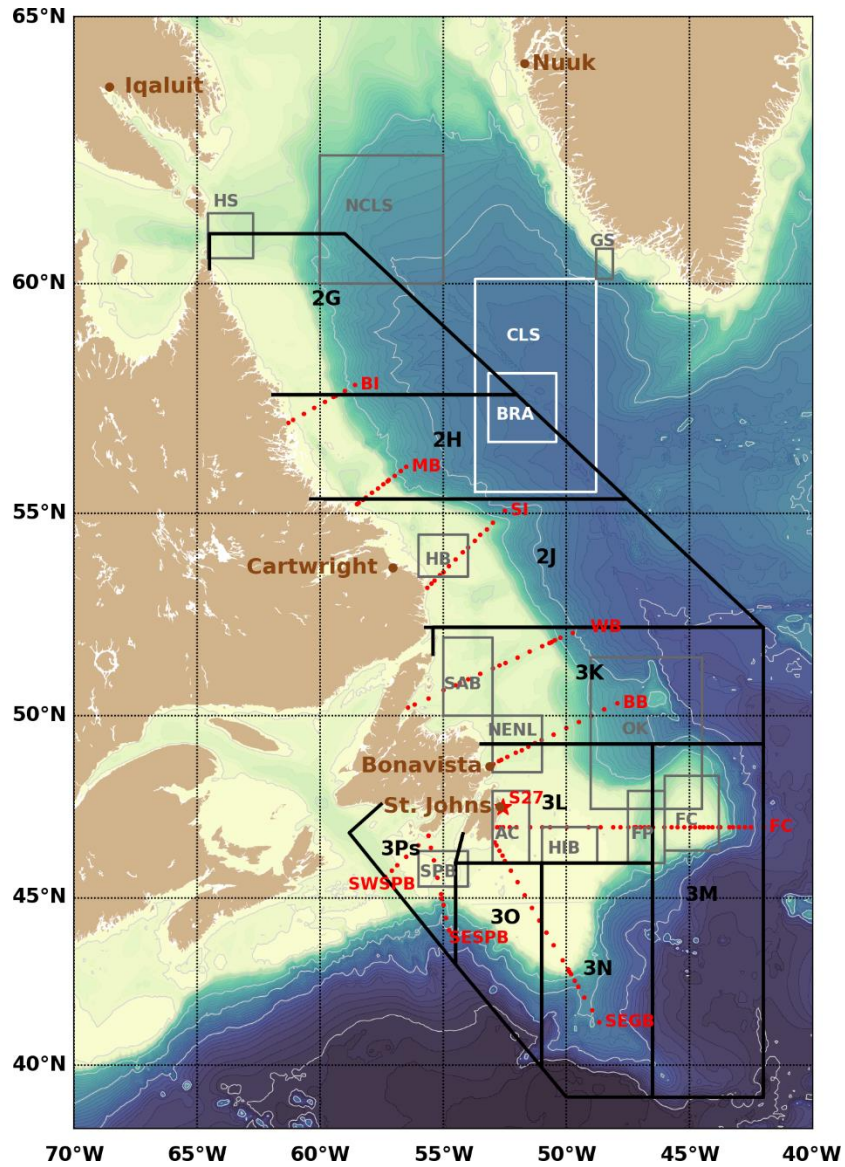 65°N
Nuuk
Iqaluit
HS
NCLS
GS
60°N
2G
CLS
BI
BRA
2H
MB
55°N
SI
2J
HB
Cartwright
WB
3K
SAB
BB
50°N
NENL
OK
Bonavista
S27
St. Johns
3L
FC
FC
AC
FP
HIB
3Ps
SPB
SWSPB
45°N
3M
3O
SESPB
3N
SEGB
40°N
70°W 65°W 60°W 55°W 50°W 45°W 40°W